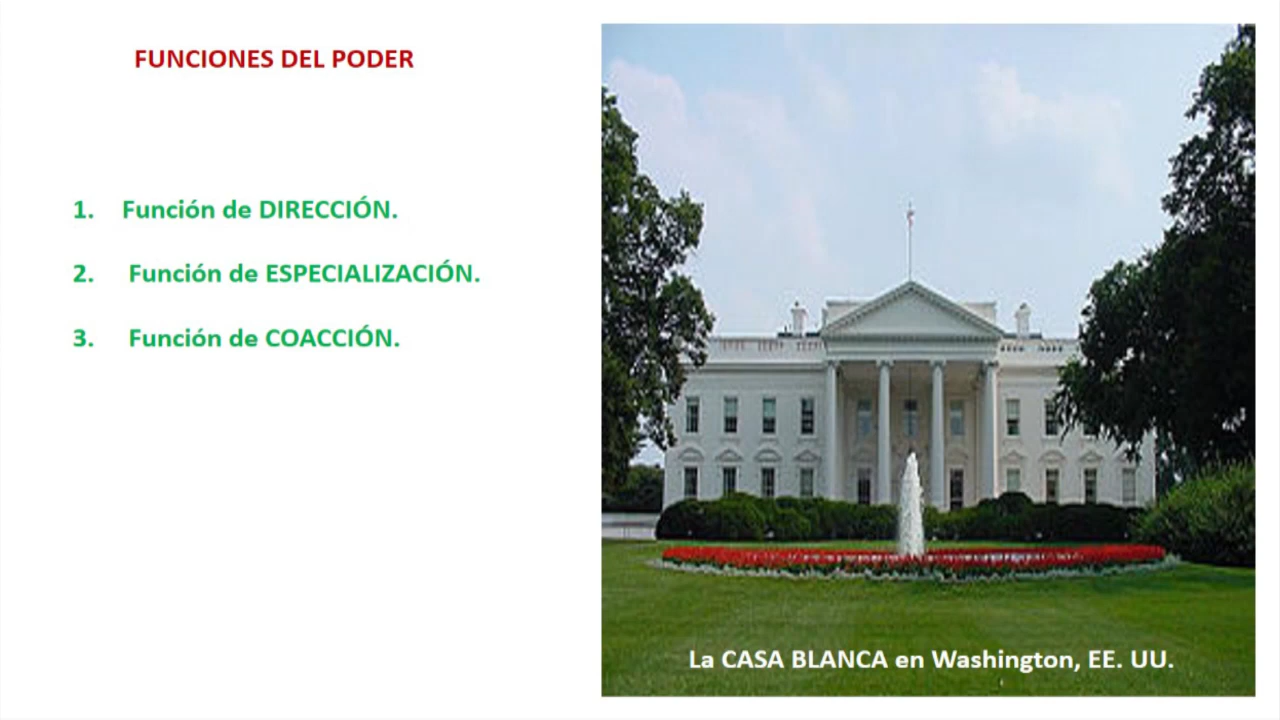 FUNCIONES DEL PODER
1. Función de DIRECCIÓN.
2. Función de ESPECIALIZACIÓN.
3. Función de COACCIÓN.
La CASA BLANCA en Washington, EE. UU.